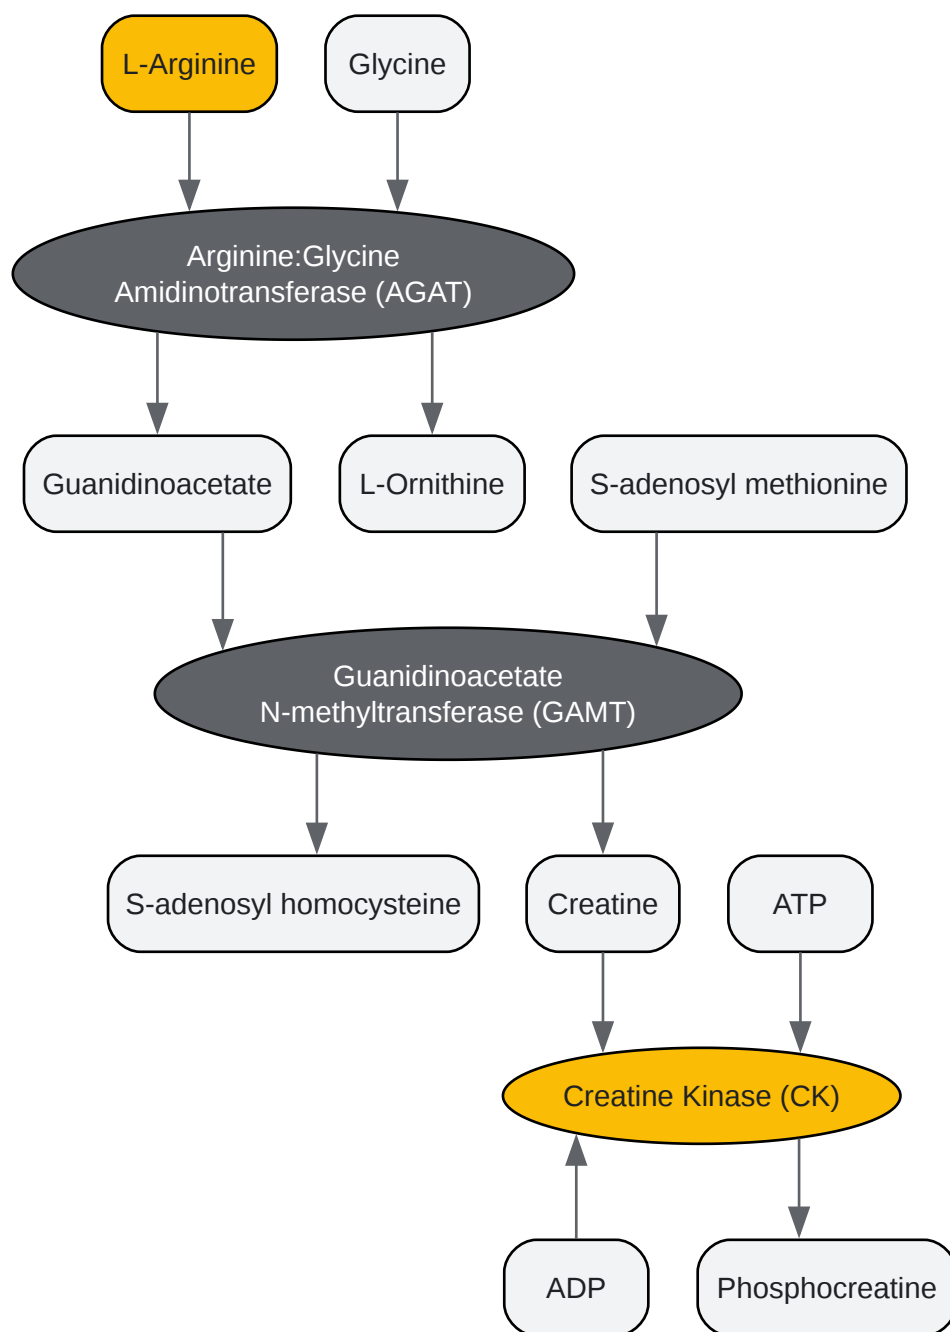 L-Arginine
Glycine
Arginine:Glycine
Amidinotransferase (AGAT)
Guanidinoacetate
L-Ornithine
S-adenosyl methionine
Guanidinoacetate
N-methyltransferase (GAMT)
S-adenosyl homocysteine
Creatine
ATP
Creatine Kinase (CK)
ADP
Phosphocreatine